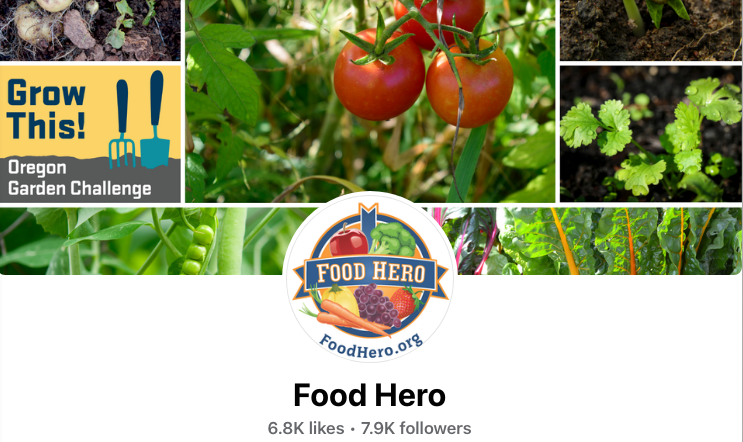 Grow
This!
Oregon
Garden Challenge
FOOD HERO
FoodHero.org
Food Hero
6.8K likes • 7.9K followers